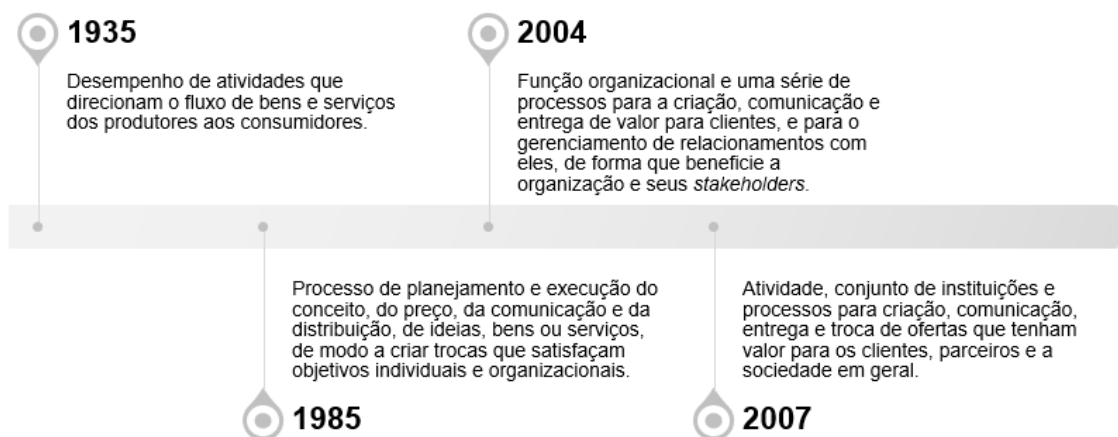 1935
Desempenho de atividades que
direcionam o fluxo de bens e serviços
dos produtores aos consumidores.
2004
Função organizacional e uma série de
processos para a criação, comunicação e
entrega de valor para clientes, e para o
gerenciamento de relacionamentos com
eles, de forma que beneficie a
organização e seus stakeholders.
Processo de planejamento e execução do
conceito, do preço, da comunicação e da
distribuição, de ideias, bens ou serviços,
de modo a criar trocas que satisfaçam
objetivos individuais e organizacionais.
1985
Atividade, conjunto de instituições e
processos para criação, comunicação,
entrega e troca de ofertas que tenham
valor para os clientes, parceiros e a
sociedade em geral.
2007